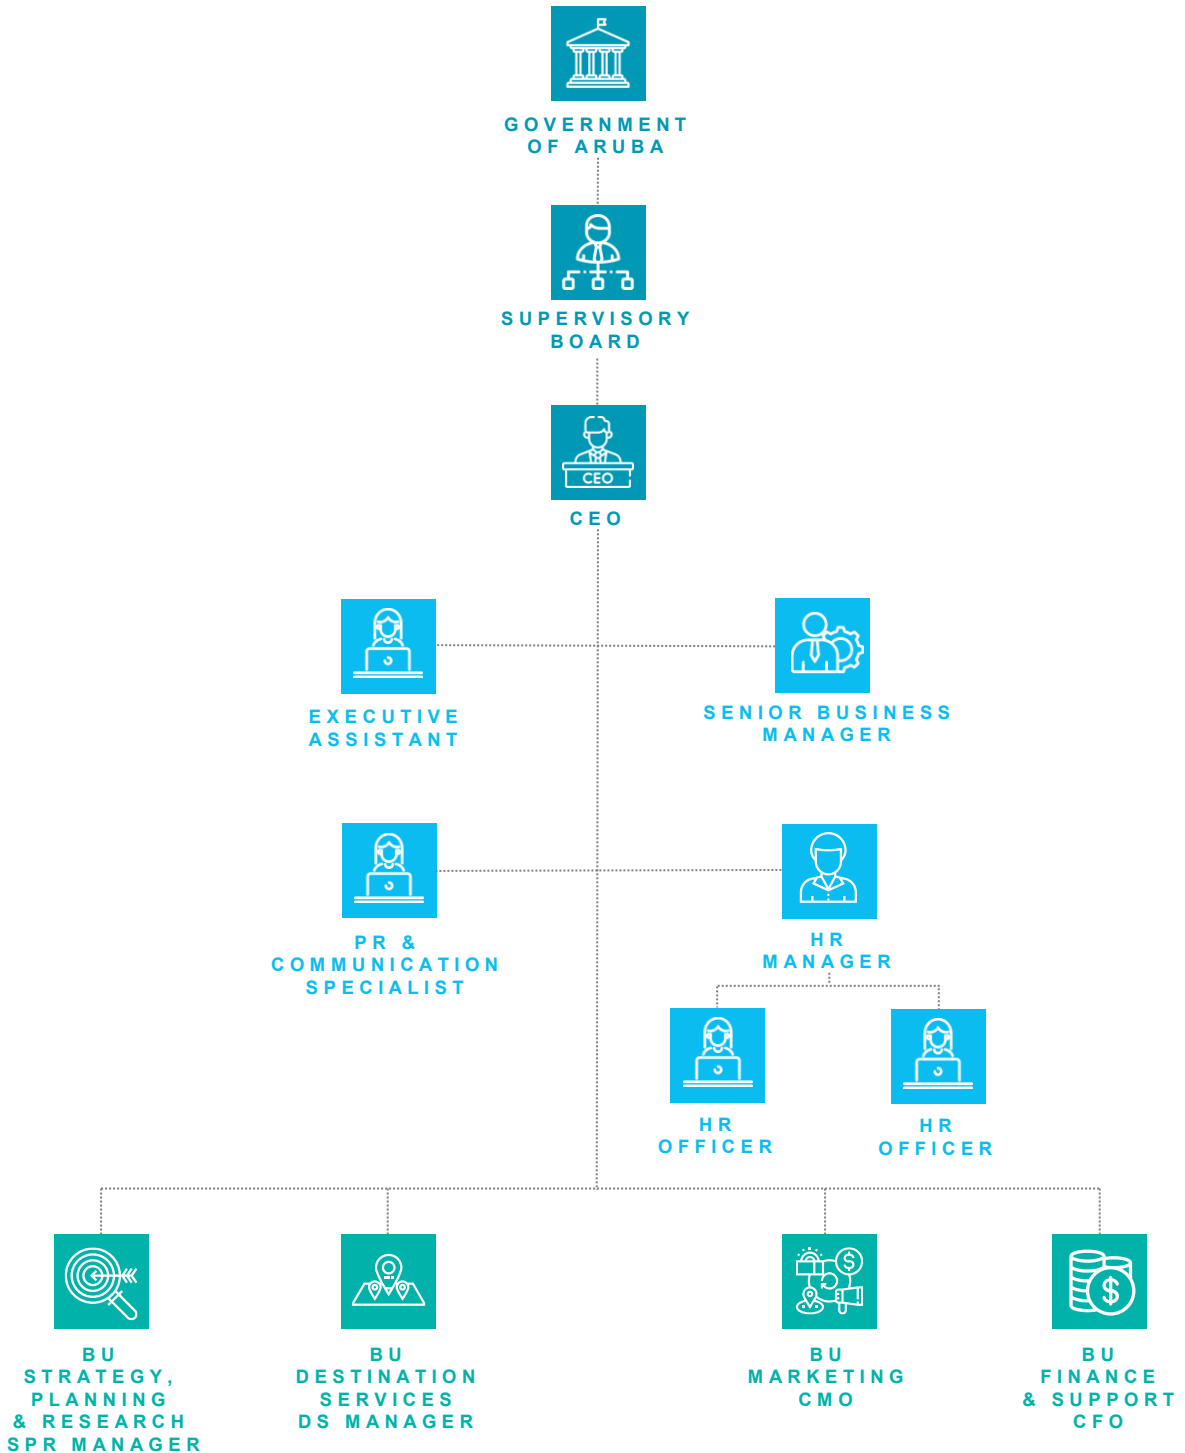 GOVERNMENT
OF ARUBA
SUPERVISORY
BOARD
CEO
CEO
EXECUTIVE
ASSISTANT
SENIOR BUSINESS
MANAGER
PR &
COMMUNICATION
SPECIALIST
HR
MANAGER
HR
OFFICER
HR
OFFICER
BU
STRATEGY,
PLANNING
& RESEARCH
SPR MANAGER
BU
DESTINATION
SERVICES
DS MANAGER
BU
MARKETING
CMO
BU
FINANCE
& SUPPORT
CFO